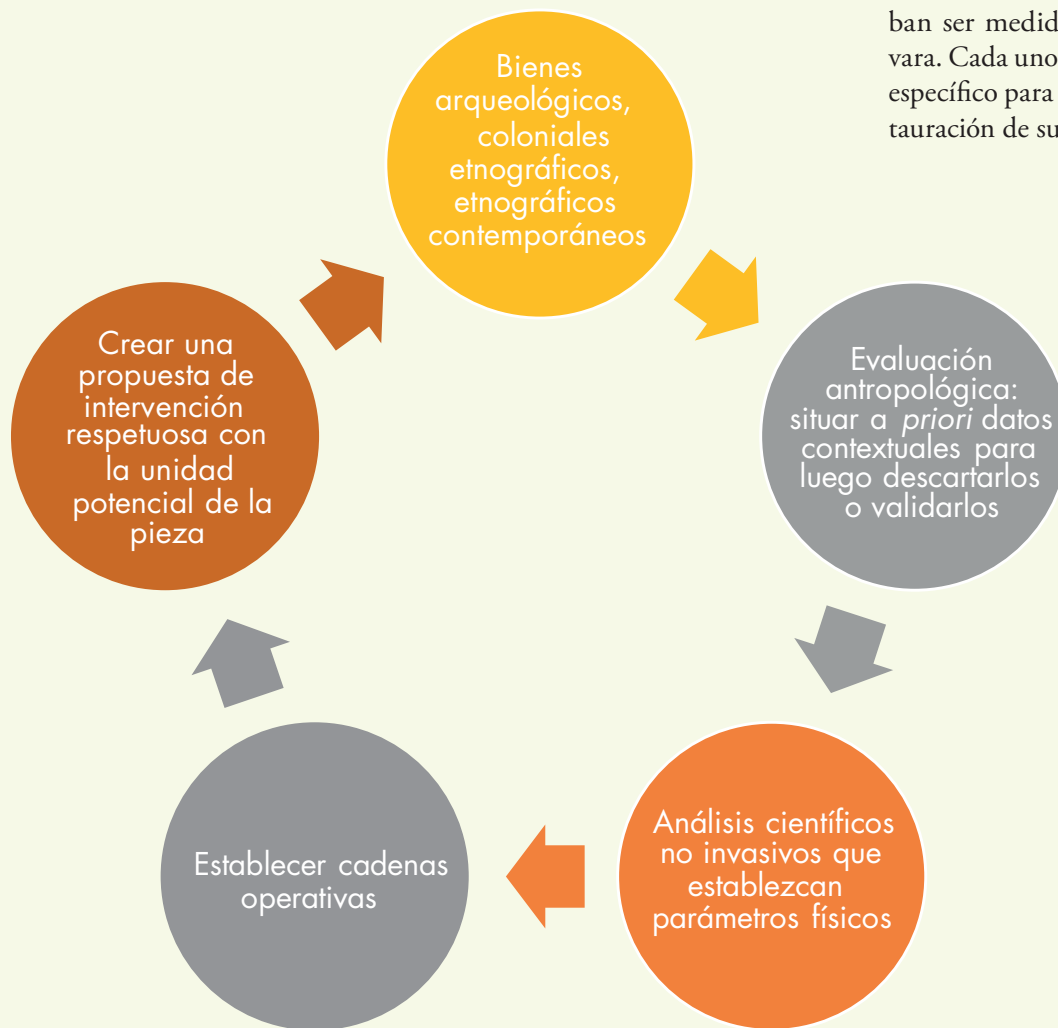 ban ser medid
vara. Cada uno
específico para
tauración de su
Bienes
arqueológicos,
coloniales
etnográficos,
etnográficos
contemporáneos
Evaluación
antropológica:
situar a priori datos
contextuales para
luego descartarlos
o validarlos
Análisis científicos
no invasivos que
establezcan
parámetros físicos
Establecer cadenas
operativas
Crear una
propuesta de
intervención
respetuosa con
la unidad
potencial de la
pieza